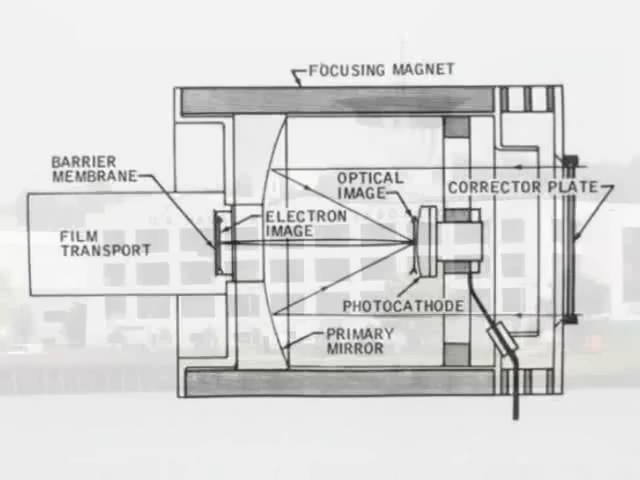 FOCUSING MAGNET
BARRIER
MEMBRANE
OPTICAL
IMAGE
CORRECTOR PLATE
ELECTRON
IMAGE
FILM
TRANSPORT
PHOTOCATHODE
PRIMARY
MIRROR